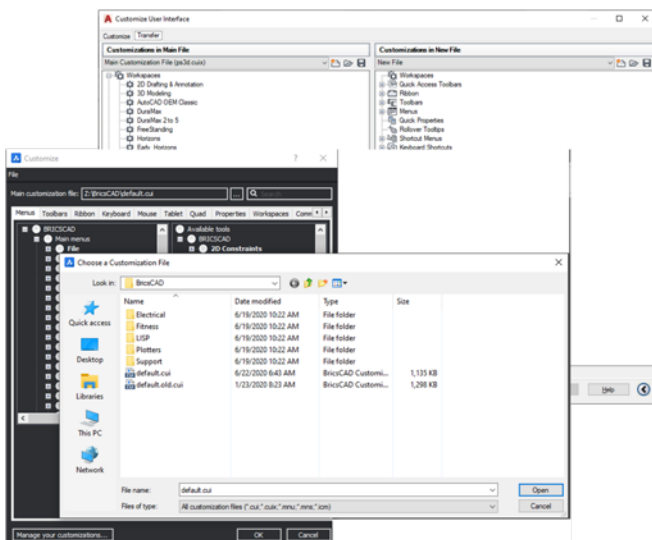 Customize User Interface
Customize Transfer
Customizations in Main File
Main Customization File (ps3d.cuix)
Workspaces
2D Drafting & Annotation
3D Modeling
AutoCAD OEM Classic
DuraMax
DuraMax 2 to 5
FreeStanding
Horizons
Early Horizons
Customizations in New File
New File
Workspaces
Quick Access Toolbars
Ribbon
Toolbars
Menus
Quick Properties
Rollover Tooltips
Shortcut Menus
Keyboard Shortcuts
Help
Customize
File
Main customization file: Z:\BricsCAD\default.cui ... Search
Menus Toolbars Ribbon Keyboard Mouse Tablet Quad Properties Workspaces
BRICSCAD
Main menus
File
Available tools
BRICSCAD
2D Constraints
Manage your customizations...
OK Cancel
Choose a Customization File
Look in: BricsCAD
Quick access
Desktop
Libraries
This PC
Network
Name Date modified Type Size
Electrical 6/19/2020 10:22 AM File folder
Fitness 6/19/2020 10:22 AM File folder
LISP 6/19/2020 10:22 AM File folder
Plotters 6/19/2020 10:22 AM File folder
Support 6/19/2020 10:22 AM File folder
default.cui 6/22/2020 6:43 AM BricsCAD Customi... 1,135 KB
default.old.cui 1/23/2020 8:23 AM BricsCAD Customi... 1,298 KB
File name: default.cui Open
Files of type: All customization files (*.cui,*.cuix,*.mnu,*.mns,*.icm) Cancel